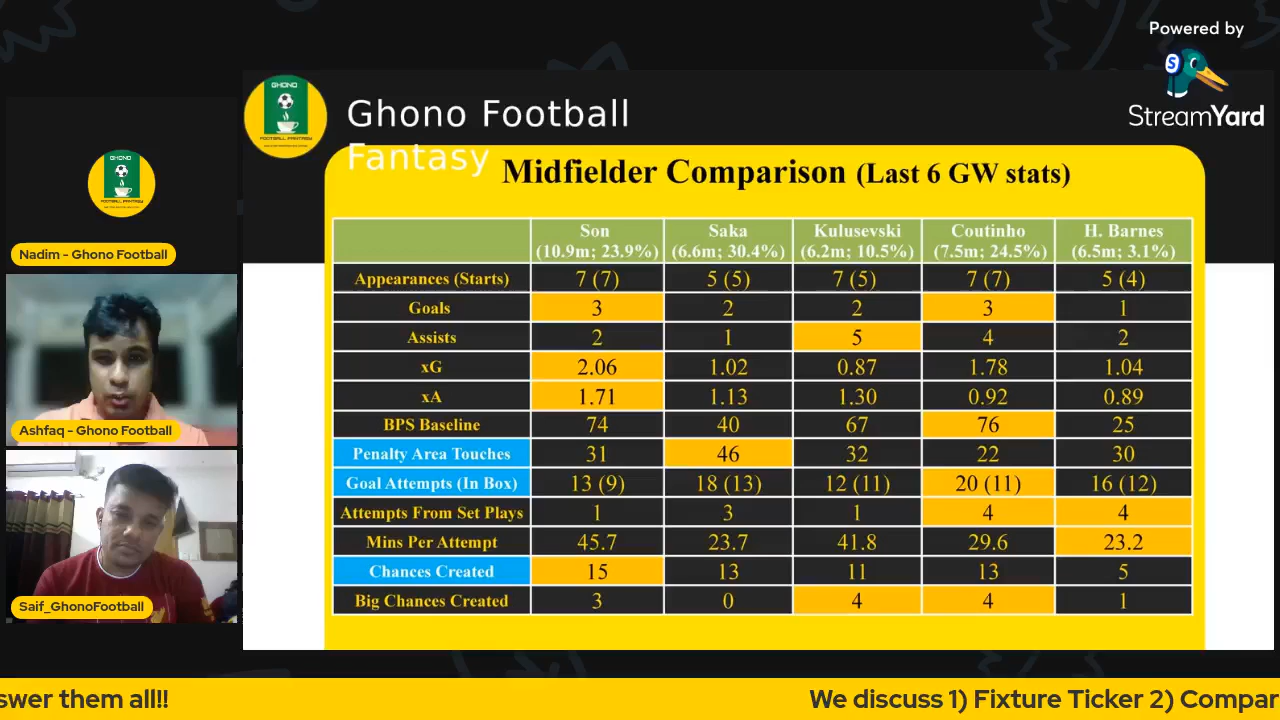 Powered by
StreamYard
GHONO
FOOTBALL FANTASY
Ghono Football
Fantasy
Midfielder Comparison (Last 6 GW stats)
Son Saka Kulusevski Coutinho H. Barnes
(10.9m; 23.9%) (6.6m; 30.4%) (6.2m; 10.5%) (7.5m; 24.5%) (6.5m; 3.1%)
Appearances (Starts) 7 (7) 5 (5) 7 (5) 7 (7) 5 (4)
Goals 3 2 2 3 1
Assists 2 1 5 4 2
xG 2.06 1.02 0.87 1.78 1.04
xA 1.71 1.13 1.30 0.92 0.89
BPS Baseline 74 40 67 76 25
Penalty Area Touches 31 46 32 22 30
Goal Attempts (In Box) 13 (9) 18 (13) 12 (11) 20 (11) 16 (12)
Attempts From Set Plays 1 3 1 4 4
Mins Per Attempt 45.7 23.7 41.8 29.6 23.2
Chances Created 15 13 11 13 5
Big Chances Created 3 0 4 4 1
GHONO
Nadim - Ghono Football
Ashfaq - Ghono Football
Saif_GhonoFootball
swer them all!! We discuss 1) Fixture Ticker 2) Compar